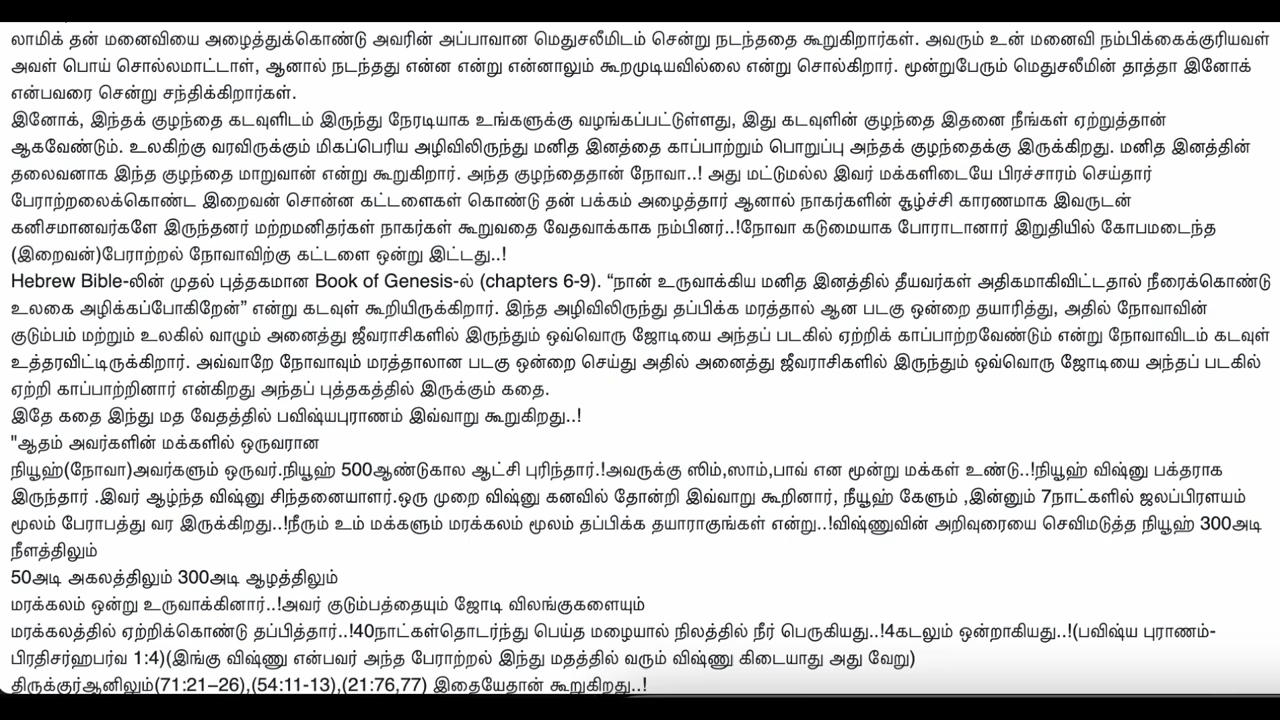 லாமிக் தன் மனைவியை அழைத்துக்கொண்டு அவரின் அப்பாவான மெதுசலீமிடம் சென்று நடந்ததை கூறுகிறார்கள். அவரும் உன் மனைவி நம்பிக்கைக்குரியவள்
அவள் பொய் சொல்லமாட்டாள், ஆனால் நடந்தது என்ன என்று என்னாலும் கூறமுடியவில்லை என்று சொல்கிறார். மூன்றுபேரும் மெதுசலீமின் தாத்தா இனோக்
என்பவரை சென்று சந்திக்கிறார்கள்.
இனோக், இந்தக் குழந்தை கடவுளிடம் இருந்து நேரடியாக உங்களுக்கு வழங்கப்பட்டுள்ளது, இது கடவுளின் குழந்தை இதனை நீங்கள் ஏற்றுத்தான்
ஆகவேண்டும். உலகிற்கு வரவிருக்கும் மிகப்பெரிய அழிவிலிருந்து மனித இனத்தை காப்பாற்றும் பொறுப்பு அந்தக் குழந்தைக்கு இருக்கிறது. மனித இனத்தின்
தலைவனாக இந்த குழந்தை மாறுவான் என்று கூறுகிறார். அந்த குழந்தைதான் நோவா..! அது மட்டுமல்ல இவர் மக்களிடையே பிரச்சாரம் செய்தார்
பேராற்றலைக்கொண்ட இறைவன் சொன்ன கட்டளைகள் கொண்டு தன் பக்கம் அழைத்தார் ஆனால் நாகர்களின் சூழ்ச்சி காரணமாக இவருடன்
கனிசமானவர்களே இருந்தனர் மற்றமனிதர்கள் நாகர்கள் கூறுவதை வேதவாக்காக நம்பினர்..!நோவா கடுமையாக போராடானார் இறுதியில் கோபமடைந்த
(இறைவன்)பேராற்றல் நோவாவிற்கு கட்டளை ஒன்று இட்டது..!
Hebrew Bible-லின் முதல் புத்தகமான Book of Genesis-ல் (chapters 6-9). “நான் உருவாக்கிய மனித இனத்தில் தீயவர்கள் அதிகமாகிவிட்டதால் நீரைக்கொண்டு
உலகை அழிக்கப்போகிறேன்” என்று கடவுள் கூறியிருக்கிறார். இந்த அழிவிலிருந்து தப்பிக்க மரத்தால் ஆன படகு ஒன்றை தயாரித்து, அதில் நோவாவின்
குடும்பம் மற்றும் உலகில் வாழும் அனைத்து ஜீவராசிகளில் இருந்தும் ஒவ்வொரு ஜோடியை அந்தப் படகில் ஏற்றிக் காப்பாற்றவேண்டும் என்று நோவாவிடம் கடவுள்
உத்தரவிட்டிருக்கிறார். அவ்வாறே நோவாவும் மரத்தாலான படகு ஒன்றை செய்து அதில் அனைத்து ஜீவராசிகளில் இருந்தும் ஒவ்வொரு ஜோடியை அந்தப் படகில்
ஏற்றி காப்பாற்றினார் என்கிறது அந்தப் புத்தகத்தில் இருக்கும் கதை.
இதே கதை இந்து மத வேதத்தில் பவிஷ்யபுராணம் இவ்வாறு கூறுகிறது..!
"ஆதம் அவர்களின் மக்களில் ஒருவரான
நியூஹ்(நோவா)அவர்களும் ஒருவர்.நியூஹ் 500ஆண்டுகால ஆட்சி புரிந்தார்.!அவருக்கு ஸிம்,ஸாம்,பாவ் என மூன்று மக்கள் உண்டு..!நியூஹ் விஷ்னு பக்தராக
இருந்தார் .இவர் ஆழ்ந்த விஷ்னு சிந்தனையாளர்.ஒரு முறை விஷ்னு கனவில் தோன்றி இவ்வாறு கூறினார், நீயூஹ் கேளும் ,இன்னும் 7நாட்களில் ஜலப்பிரளயம்
மூலம் பேராபத்து வர இருக்கிறது..!நீரும் உம் மக்களும் மரக்கலம் மூலம் தப்பிக்க தயாராகுங்கள் என்று..!விஷ்ணுவின் அறிவுரையை செவிமடுத்த நியூஹ் 300அடி
நீளத்திலும்
50அடி அகலத்திலும் 300அடி ஆழத்திலும்
மரக்கலம் ஒன்று உருவாக்கினார்..!அவர் குடும்பத்தையும் ஜோடி விலங்குகளையும்
மரக்கலத்தில் ஏற்றிக்கொண்டு தப்பித்தார்..!40நாட்கள்தொடர்ந்து பெய்த மழையால் நிலத்தில் நீர் பெருகியது..!4கடலும் ஒன்றாகியது..!(பவிஷ்ய புராணம்-
பிரதிசர்ஹபர்வ 1:4)(இங்கு விஷ்ணு என்பவர் அந்த பேராற்றல் இந்து மதத்தில் வரும் விஷ்ணு கிடையாது அது வேறு)
திருக்குர்ஆனிலும்(71:21–26),(54:11-13),(21:76,77) இதையேதான் கூறுகிறது..!